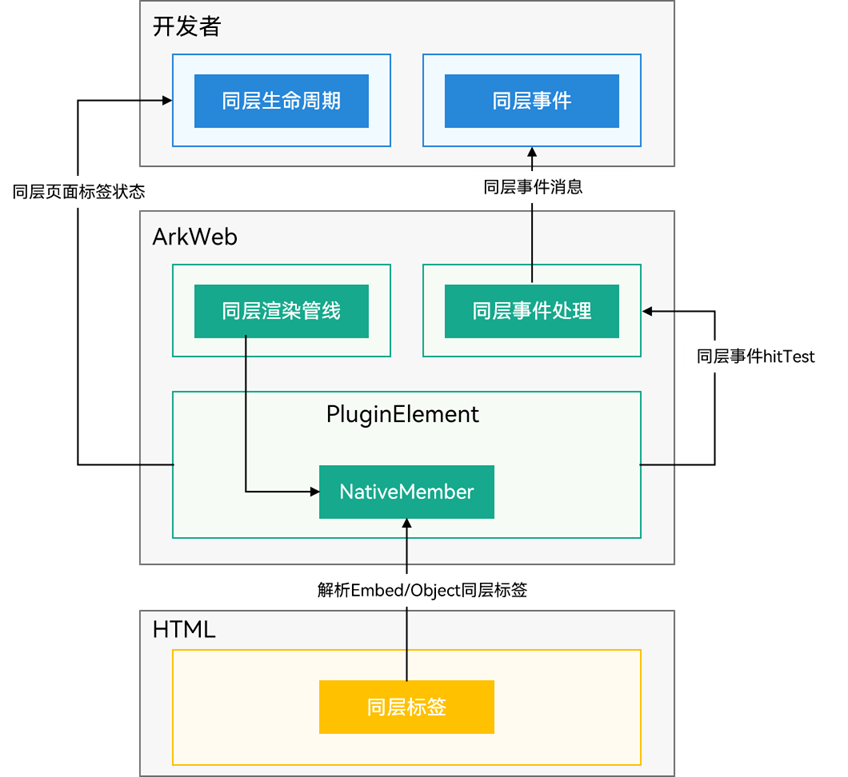 开发者
同层生命周期
同层事件
同层页面标签状态
同层事件消息
ArkWeb
同层渲染管线
同层事件处理
同层事件hitTest
PluginElement
NativeMember
解析Embed/Object同层标签
HTML
同层标签